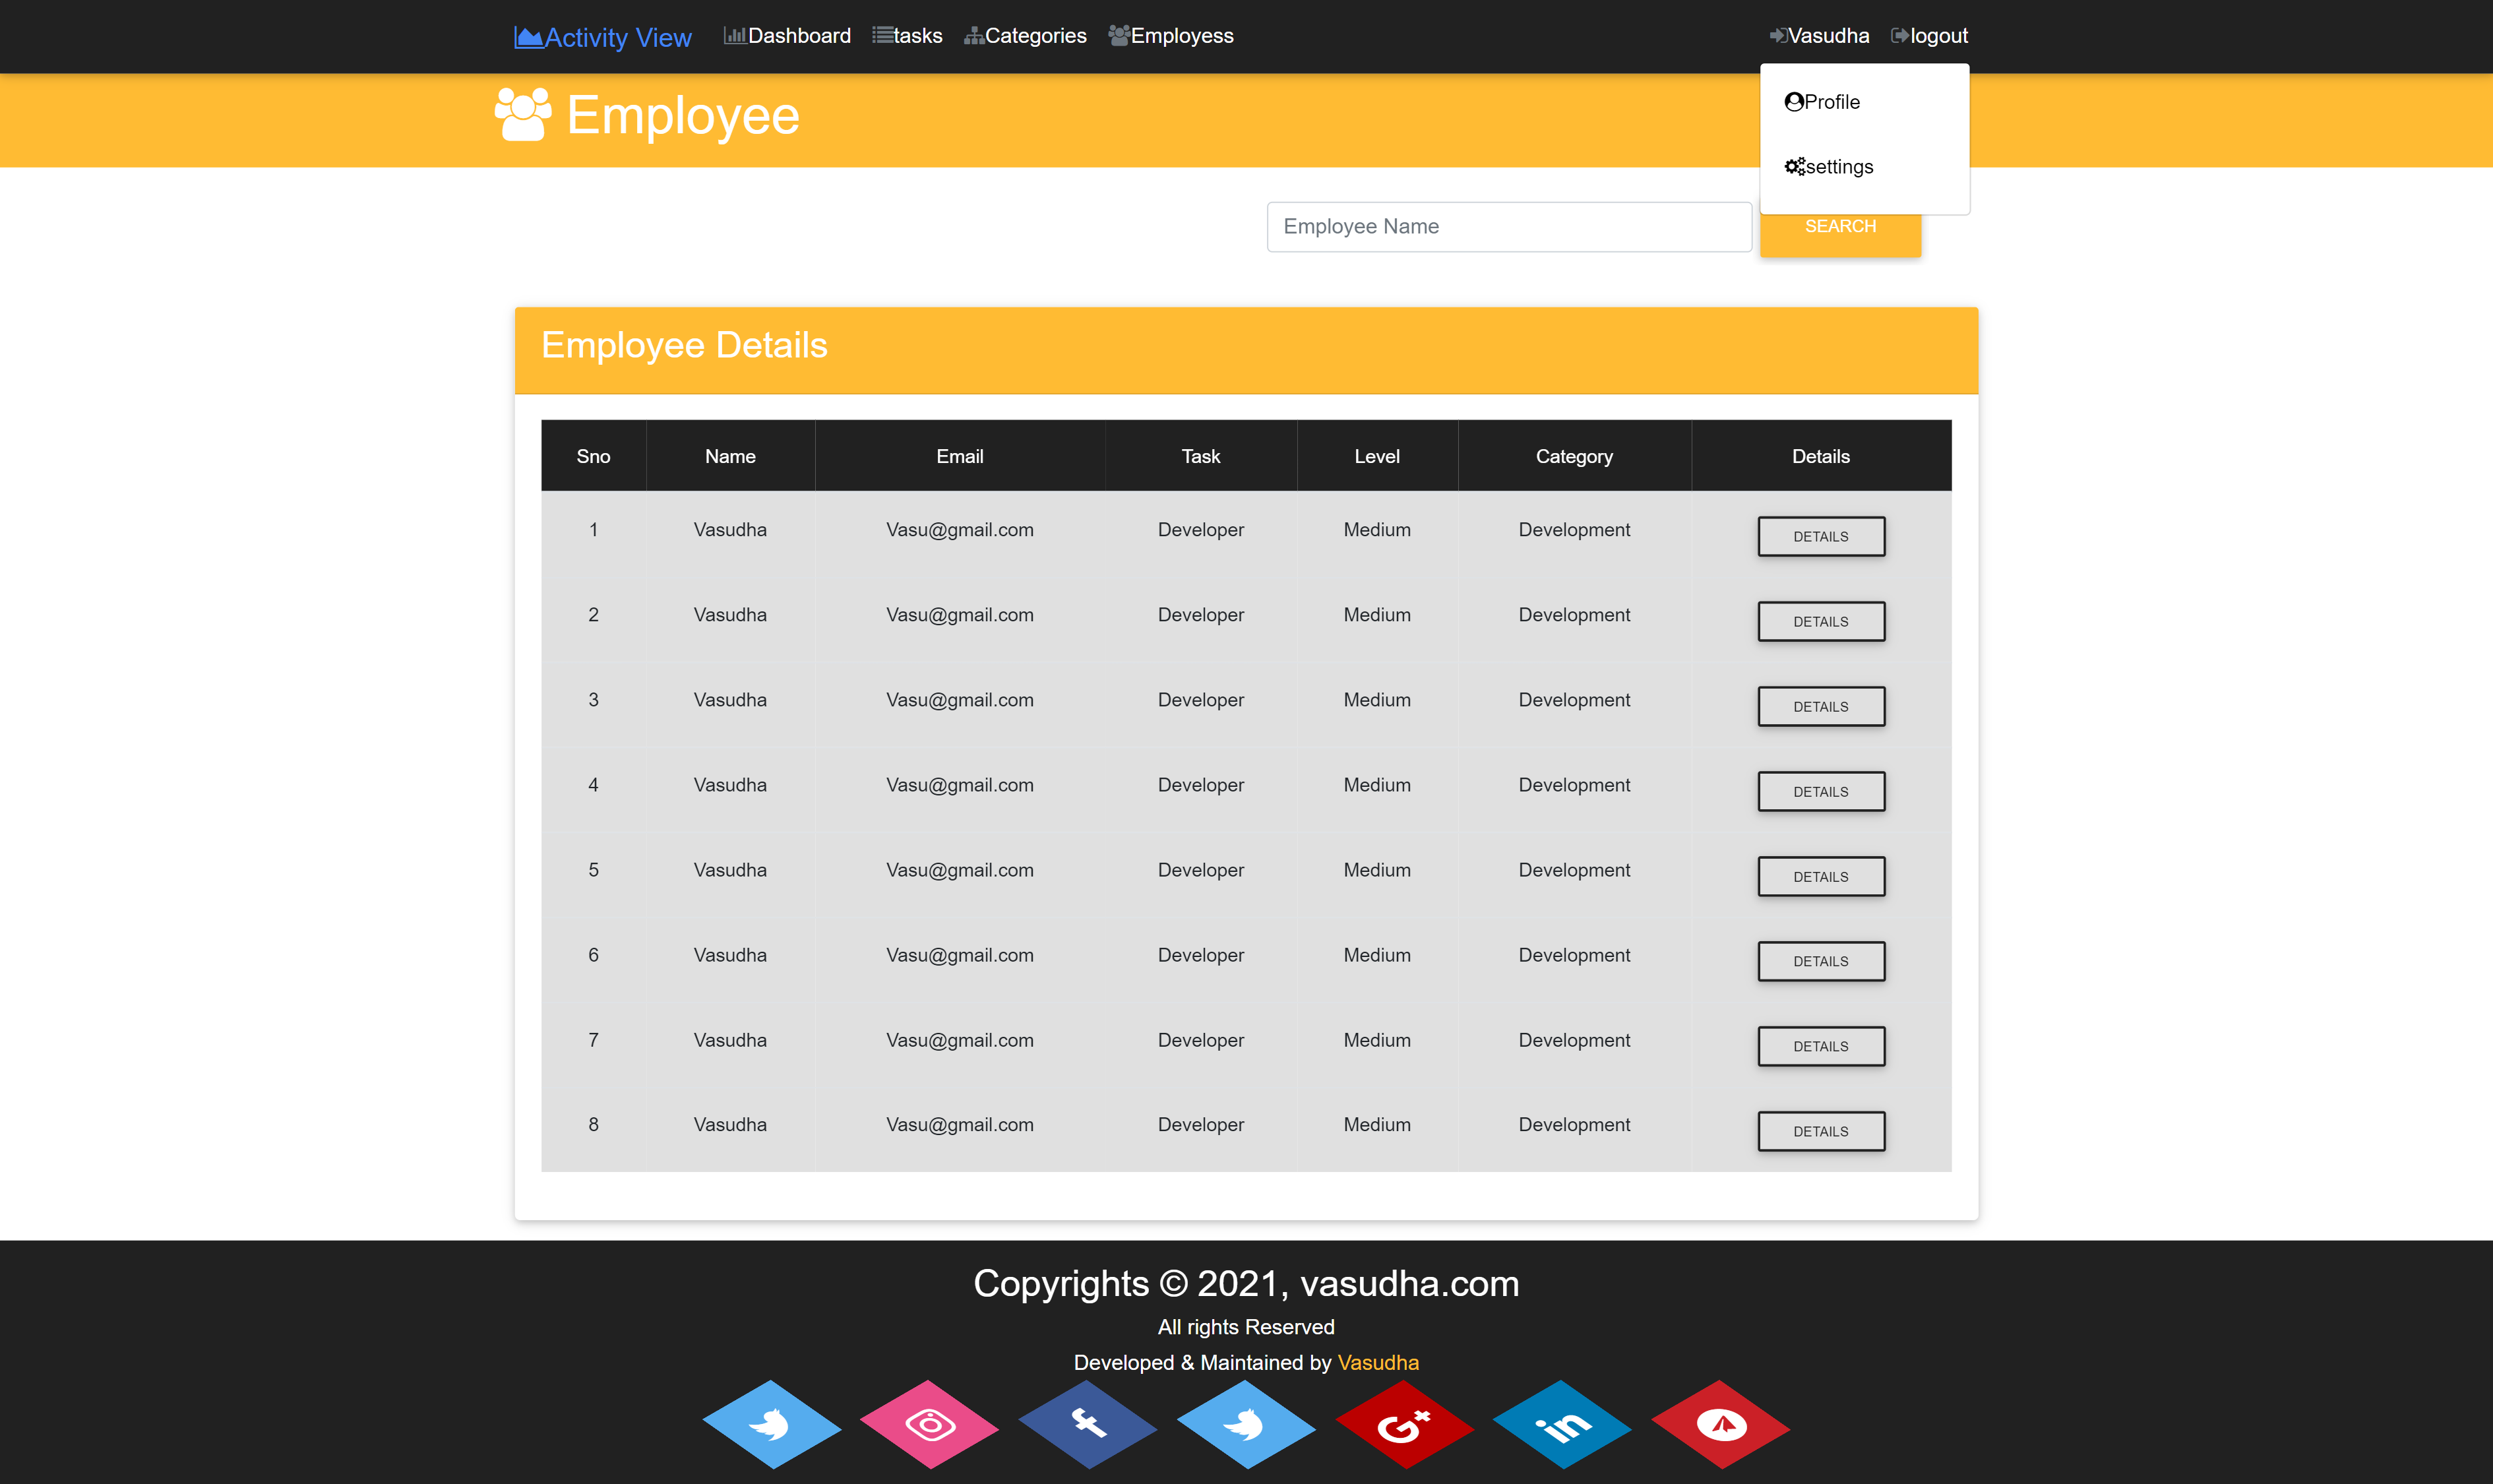 Activity View Dashboard tasks Categories Employess Vasudha logout
Employee
Profile
settings
Employee Name SEARCH
Employee Details
Sno Name Email Task Level Category Details
1 Vasudha Vasu@gmail.com Developer Medium Development DETAILS
2 Vasudha Vasu@gmail.com Developer Medium Development DETAILS
3 Vasudha Vasu@gmail.com Developer Medium Development DETAILS
4 Vasudha Vasu@gmail.com Developer Medium Development DETAILS
5 Vasudha Vasu@gmail.com Developer Medium Development DETAILS
6 Vasudha Vasu@gmail.com Developer Medium Development DETAILS
7 Vasudha Vasu@gmail.com Developer Medium Development DETAILS
8 Vasudha Vasu@gmail.com Developer Medium Development DETAILS
Copyrights © 2021, vasudha.com
All rights Reserved
Developed & Maintained by Vasudha